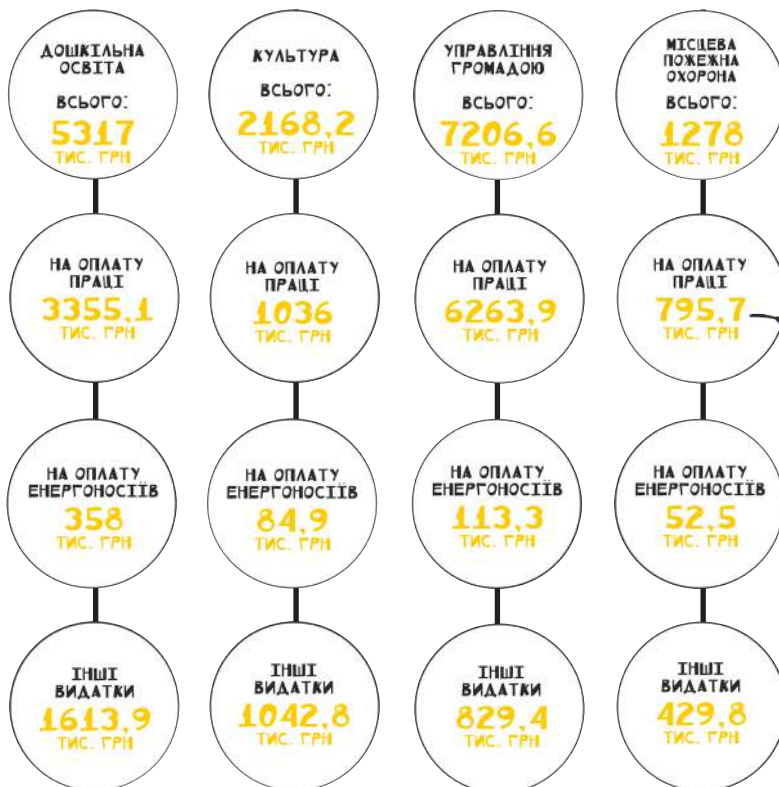 ДОШКІЛЬНА
ОСВІТА
ВСЬОГО:
5317
ТИС. ГРН
КУЛЬТУРА
ВСЬОГО:
2168,2
ТИС. ГРН
УПРАВЛІННЯ
ГРОМАДОЮ
ВСЬОГО:
7206,6
ТИС. ГРН
МІСЦЕВА
ПОЖЕЖНА
ОХОРОНА
ВСЬОГО:
1278
ТИС. ГРН
НА ОПЛАТУ
ПРАЦІ
3355,1
ТИС. ГРН
НА ОПЛАТУ
ПРАЦІ
1036
ТИС. ГРН
НА ОПЛАТУ
ПРАЦІ
6263,9
ТИС. ГРН
НА ОПЛАТУ
ПРАЦІ
795,7
ТИС. ГРН
НА ОПЛАТУ
ЕНЕРГОНОСІЇВ
358
ТИС. ГРН
НА ОПЛАТУ
ЕНЕРГОНОСІЇВ
84,9
ТИС. ГРН
НА ОПЛАТУ
ЕНЕРГОНОСІЇВ
113,3
ТИС. ГРН
НА ОПЛАТУ
ЕНЕРГОНОСІЇВ
52,5
ТИС. ГРН
ІНШІ
ВИДАТКИ
1613,9
ТИС. ГРН
ІНШІ
ВИДАТКИ
1042,8
ТИС. ГРН
ІНШІ
ВИДАТКИ
829,4
ТИС. ГРН
ІНШІ
ВИДАТКИ
429,8
ТИС. ГРН